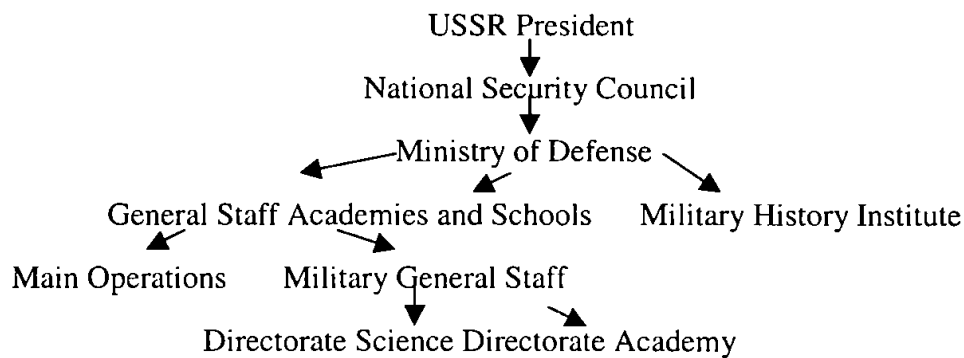 USSR President
National Security Council
Ministry of Defense
General Staff Academies and Schools Military History Institute
Main Operations Military General Staff
Directorate Science Directorate Academy